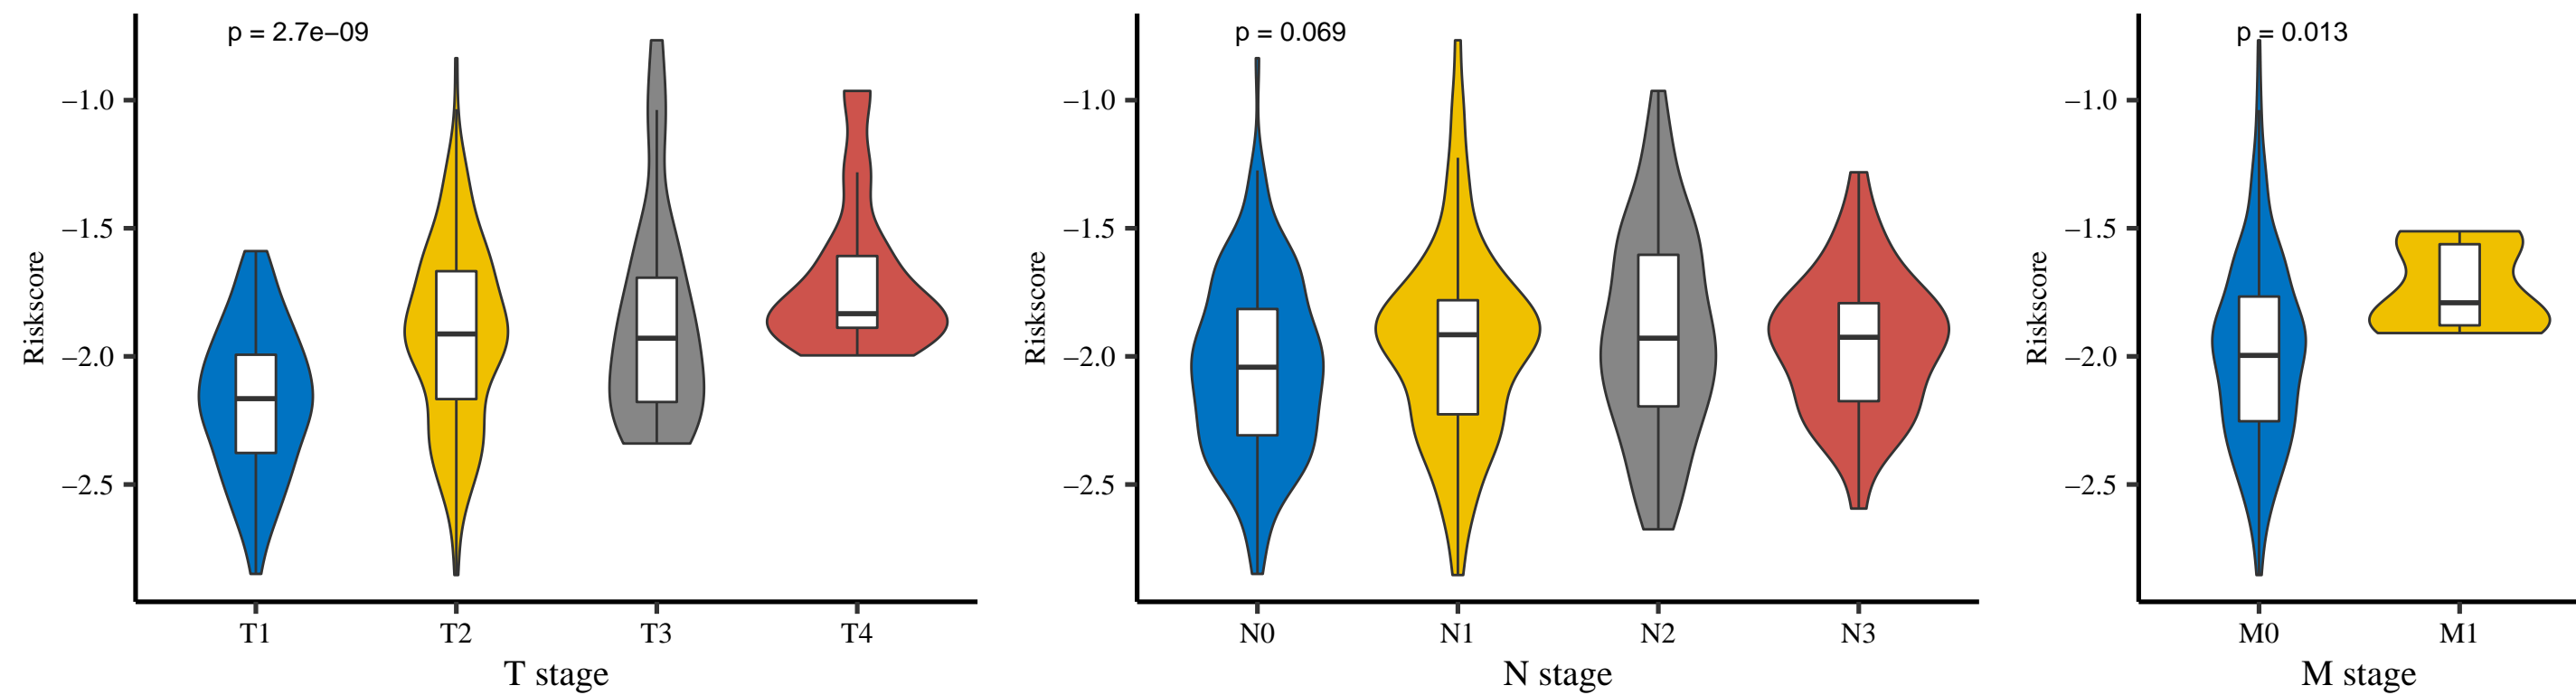 p = 2.7e−09
−1.0
−1.5
−2.0
−2.5
Riskscore
T1 T2 T3 T4
T stage
p = 0.069
−1.0
−1.5
−2.0
−2.5
Riskscore
N0 N1 N2 N3
N stage
p = 0.013
−1.0
−1.5
−2.0
−2.5
Riskscore
M0 M1
M stage